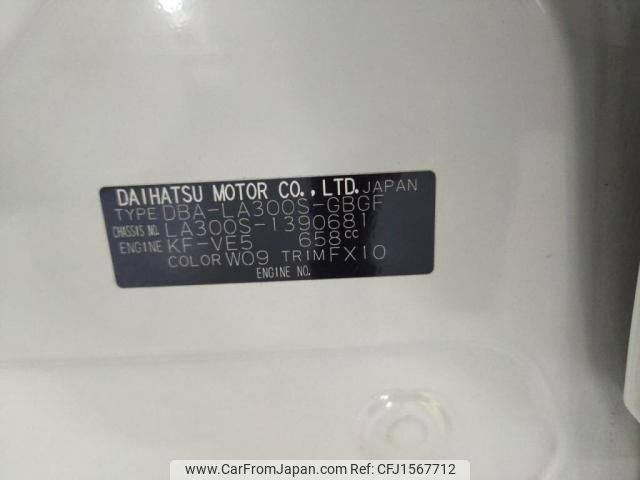 DAIHATSU MOTOR CO.,LTD. JAPAN
TYPE DBA-LA300S-GBGF
CHASSIS NO. LA300S-1390681
ENGINE KF-VE5 658cc
COLOR W09 TRIM FX10
ENGINE NO.
www.CarFromJapan.com | CFJ1567712